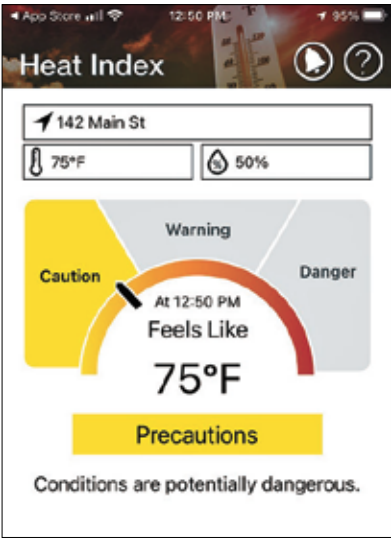 App Store 12:50 PM 95%
Heat Index
142 Main St
75°F 50%
Warning
Caution Danger
At 12:50 PM
Feels Like
75°F
Precautions
Conditions are potentially dangerous.